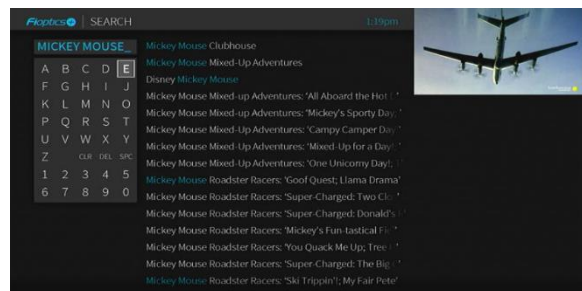 Fioptics SEARCH 1:19pm
MICKEY MOUSE_
A B C D E
F G H I J
K L M N O
P Q R S T
U V W X Y
Z CLR DEL SPC
1 2 3 4 5
6 7 8 9 0
Mickey Mouse Clubhouse
Mickey Mouse Mixed-up Adventures
Disney Mickey Mouse
Mickey Mouse Mixed-up Adventures: 'All Aboard the Hot
Mickey Mouse Mixed-up Adventures: 'Mickey's Sporty Day;
Mickey Mouse Mixed-up Adventures: 'Campy Camper Day;
Mickey Mouse Mixed-up Adventures: 'Mixed-Up for a Day!;
Mickey Mouse Mixed-up Adventures: 'One Unicorny Day!;
Mickey Mouse Roadster Racers: 'Goof Quest; Llama Drama'
Mickey Mouse Roadster Racers: 'Super-Charged: Two
Mickey Mouse Roadster Racers: 'Super-Charged: Donald's
Mickey Mouse Roadster Racers: 'Mickey's Fun-tastical
Mickey Mouse Roadster Racers: 'You Quack Me Up; Tree
Mickey Mouse Roadster Racers: 'Super-Charged: The Big
Mickey Mouse Roadster Racers: 'Ski Trippin'!; My Fair Pete'